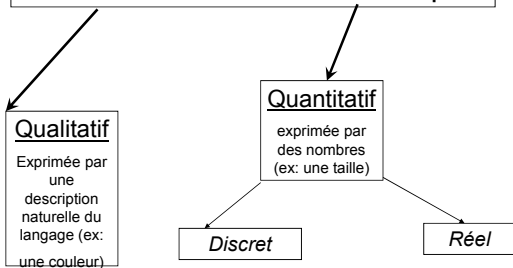 Qualitatif
Exprimée par
une
description
naturelle du
langage (ex:
une couleur)
Quantitatif
exprimée par
des nombres
(ex: une taille)
Discret
Réel